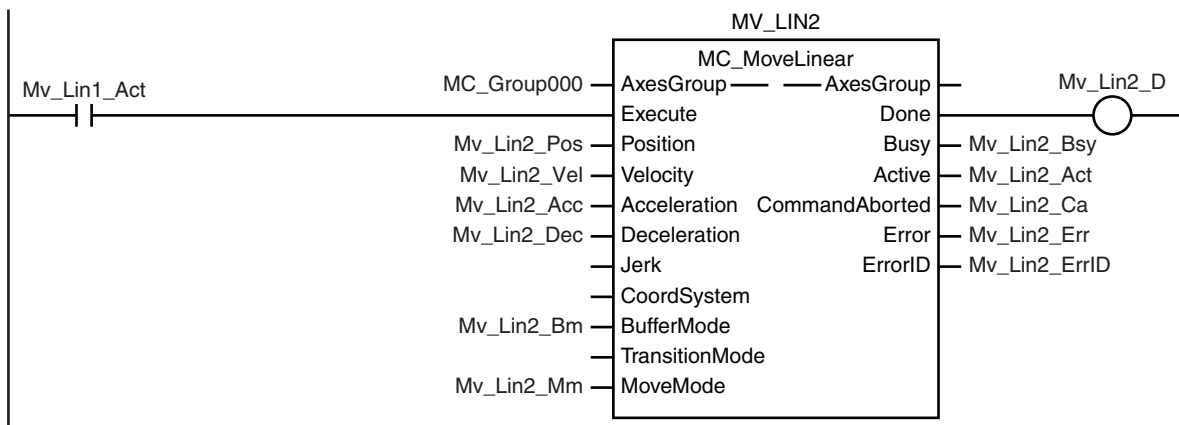 MV_LIN2
MC_MoveLinear
Mv_Lin1_Act
MC_Group000 AxesGroup AxesGroup Mv_Lin2_D
Execute Done
Mv_Lin2_Pos Position Busy Mv_Lin2_Bsy
Mv_Lin2_Vel Velocity Active Mv_Lin2_Act
Mv_Lin2_Acc Acceleration CommandAborted Mv_Lin2_Ca
Mv_Lin2_Dec Deceleration Error Mv_Lin2_Err
Jerk ErrorID Mv_Lin2_ErrID
CoordSystem
Mv_Lin2_Bm BufferMode
TransitionMode
Mv_Lin2_Mm MoveMode